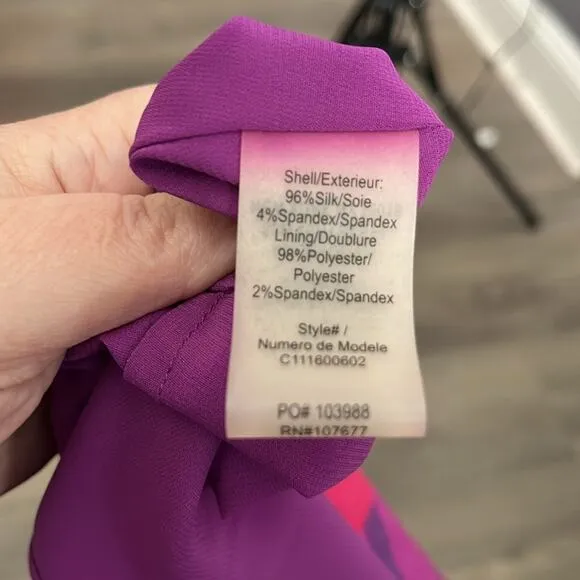 Shell/Exterieur:
96%Silk/Soie
4%Spandex/Spandex
Lining/Doublure
98%Polyester/
Polyester
2%Spandex/Spandex
Style# /
Numero de Modele
C111600602
PO# 103988
RN#107677